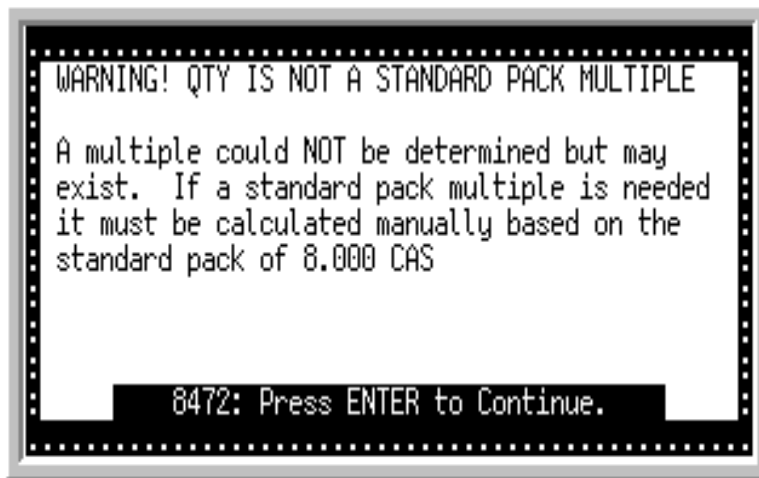 WARNING! QTY IS NOT A STANDARD PACK MULTIPLE
A multiple could NOT be determined but may
exist.  If a standard pack multiple is needed
it must be calculated manually based on the
standard pack of 8.000 CAS
8472: Press ENTER to Continue.